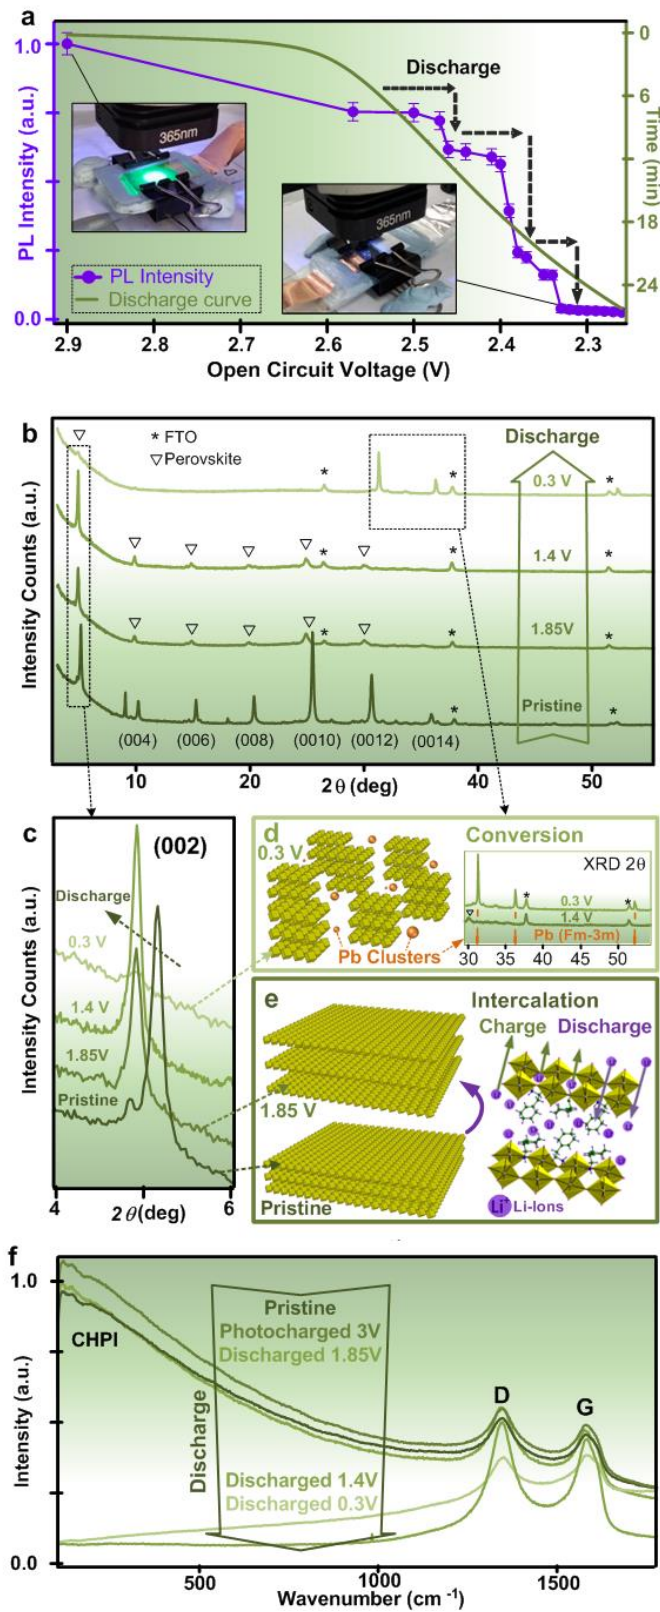 a
1.0
0.0
PL Intensity (a.u.)
Discharge
365nm
365nm
PL Intensity
Discharge curve
0
6
12
18
24
Time (min)
2.9 2.8 2.7 2.6 2.5 2.4 2.3
Open Circuit Voltage (V)
b
* FTO
▽ Perovskite
Discharge
0.3 V
1.4 V
1.85V
Pristine
Intensity Counts (a.u.)
(004) (006) (008) (0010) (0012) (0014)
10 20 40 50
2θ (deg)
c
(002)
Discharge
0.3 V
1.4 V
1.85V
Pristine
Intensity Counts (a.u.)
4 6
2θ(deg)
d
Conversion
0.3 V
Pb Clusters
XRD 2θ
0.3 V
1.4 V
Pb (Fm-3m)
30 35 40 45 50
e
Intercalation
Charge Discharge
1.85 V
Pristine
Li+ Li-Ions
f
1.0
0.0
Intensity (a.u.)
CHPI
Pristine
Photocharged 3V
Discharged 1.85V
Discharge
Discharged 1.4V
Discharged 0.3V
D
G
500 1000 1500
Wavenumber (cm -1)